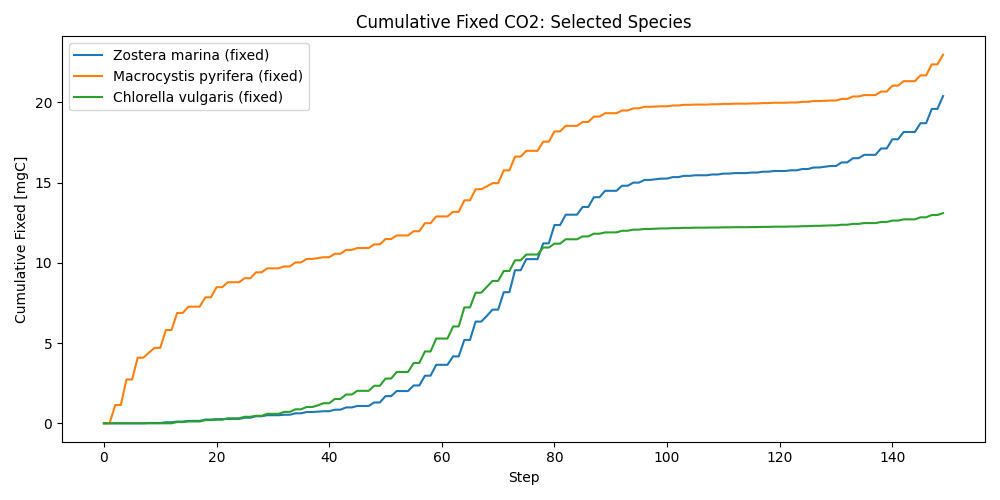 Cumulative Fixed CO2: Selected Species
Zostera marina (fixed)
Macrocystis pyrifera (fixed)
Chlorella vulgaris (fixed)
Cumulative Fixed [mgC]
20
15
10
5
0
0 20 40 60 80 100 120 140
Step